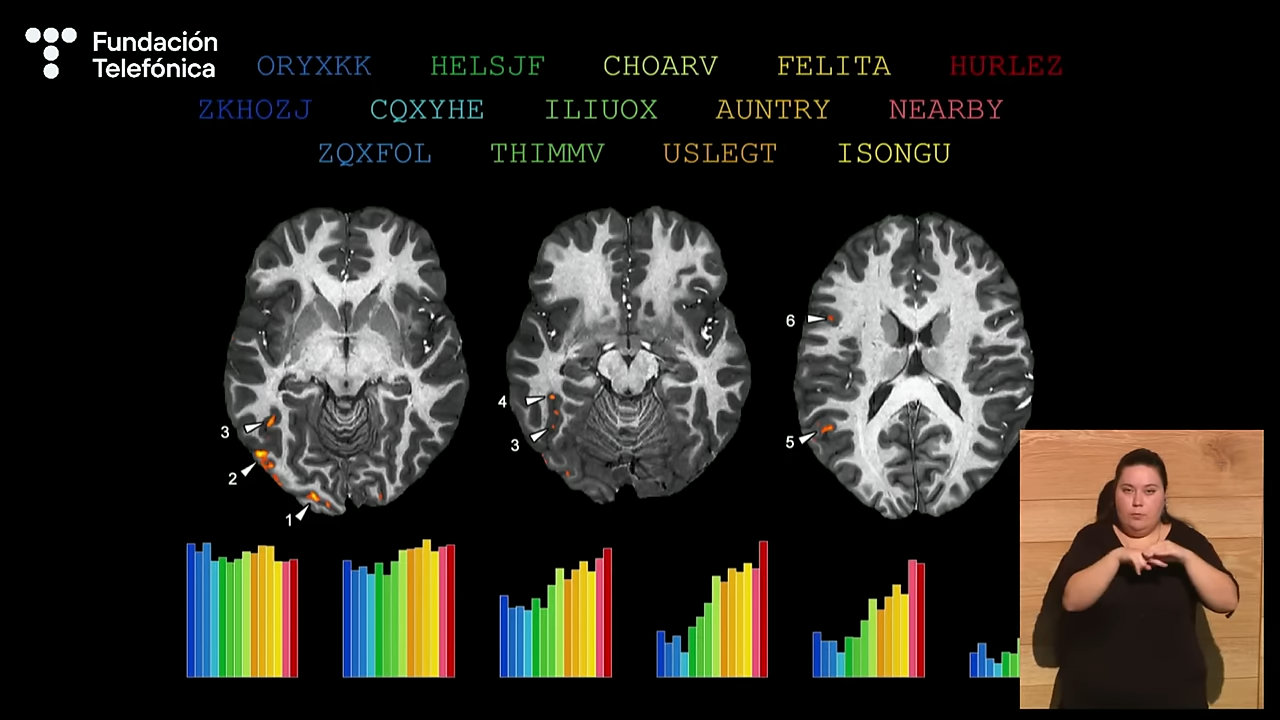 Fundación
Telefónica
ORYXKK HELSJF CHOARV FELITA HURLEZ
ZKHOZJ CQXYHE ILIUOX AUNTRY NEARBY
ZQXFOL THIMMV USLEGT ISONGU
6
4
3
3
5
2
1